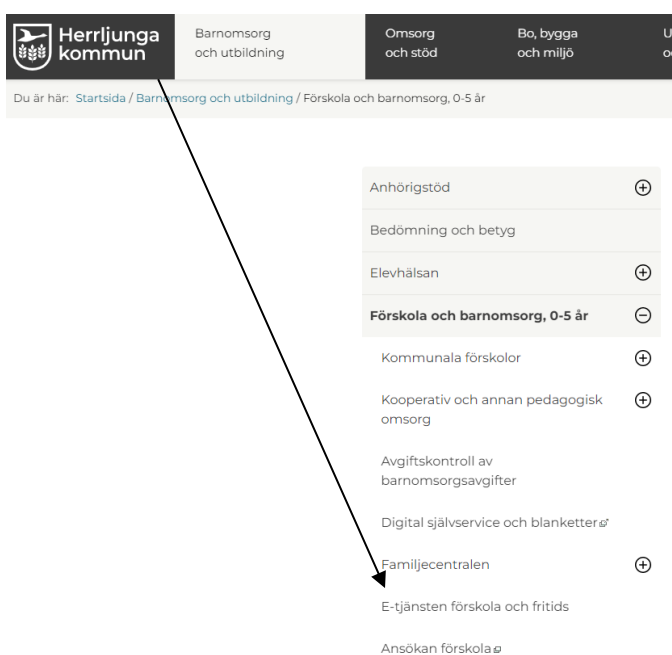 Herrljunga
kommun
Barnomsorg
och utbildning
Omsorg
och stöd
Bo, bygga
och miljö
Du är här: Startsida / Barnomsorg och utbildning / Förskola och barnomsorg, 0-5 år
Anhörigstöd
Bedömning och betyg
Elevhälsan
Förskola och barnomsorg, 0-5 år
Kommunala förskolor
Kooperativ och annan pedagogisk
omsorg
Avgiftskontroll av
barnomsorgsavgifter
Digital självservice och blanketter
Familjecentralen
E-tjänsten förskola och fritids
Ansökan förskola